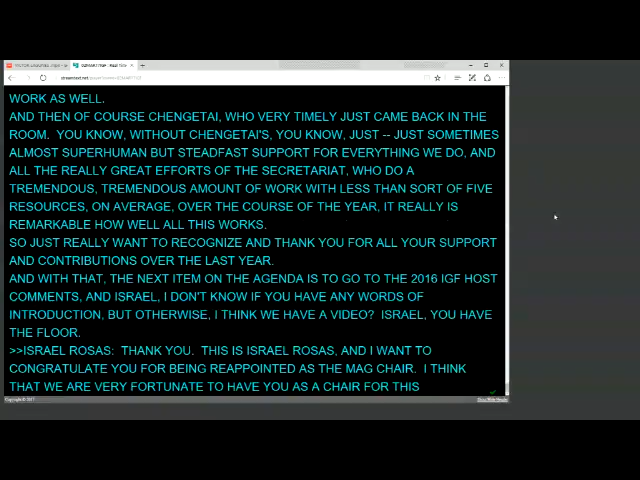 streamtext.net
WORK AS WELL.
AND THEN OF COURSE CHENGETAI, WHO VERY TIMELY JUST CAME BACK IN THE
ROOM.  YOU KNOW, WITHOUT CHENGETAI'S, YOU KNOW, JUST -- JUST SOMETIMES
ALMOST SUPERHUMAN BUT STEADFAST SUPPORT FOR EVERYTHING WE DO, AND
ALL THE REALLY GREAT EFFORTS OF THE SECRETARIAT, WHO DO A
TREMENDOUS, TREMENDOUS AMOUNT OF WORK WITH LESS THAN SORT OF FIVE
RESOURCES, ON AVERAGE, OVER THE COURSE OF THE YEAR, IT REALLY IS
REMARKABLE HOW WELL ALL THIS WORKS.
SO JUST REALLY WANT TO RECOGNIZE AND THANK YOU FOR ALL YOUR SUPPORT
AND CONTRIBUTIONS OVER THE LAST YEAR.
AND WITH THAT, THE NEXT ITEM ON THE AGENDA IS TO GO TO THE 2016 IGF HOST
COMMENTS, AND ISRAEL, I DON'T KNOW IF YOU HAVE ANY WORDS OF
INTRODUCTION, BUT OTHERWISE, I THINK WE HAVE A VIDEO?  ISRAEL, YOU HAVE
THE FLOOR.
>>ISRAEL ROSAS:  THANK YOU.  THIS IS ISRAEL ROSAS, AND I WANT TO
CONGRATULATE YOU FOR BEING REAPPOINTED AS THE MAG CHAIR.  I THINK
THAT WE ARE VERY FORTUNATE TO HAVE YOU AS A CHAIR FOR THIS